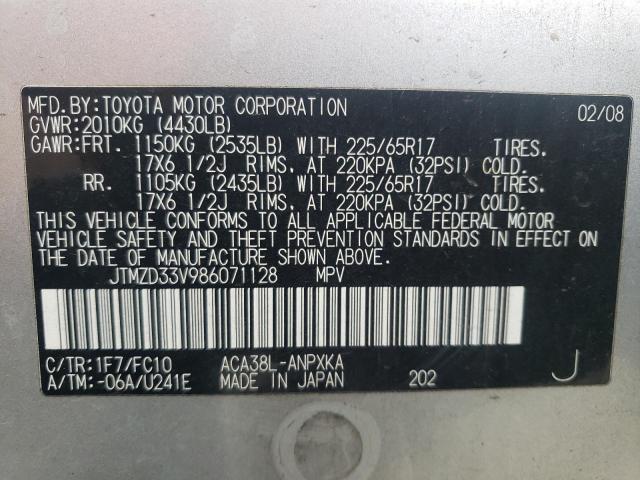 MFD.BY:TOYOTA MOTOR CORPORATION 02/08
GVWR:2010KG (4430LB)
GAWR:FRT. 1150KG (2535LB) WITH 225/65R17 TIRES.
17X6 1/2J RIMS. AT 220KPA (32PSI) COLD.
RR. 1105KG (2435LB) WITH 225/65R17 TIRES.
17X6 1/2J RIMS. AT 220KPA (32PSI) COLD.
THIS VEHICLE CONFORMS TO ALL APPLICABLE FEDERAL MOTOR
VEHICLE SAFETY AND THEFT PREVENTION STANDARDS IN EFFECT ON
THE DATE OF MANUFACTURE SHOWN ABOVE.
JTMZD33V986071128 MPV
C/TR:1F7/FC10 ACA38L-ANPXKA
A/TM:-06A/U241E MADE IN JAPAN 202 J